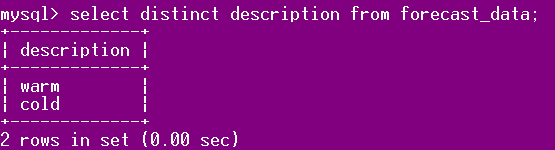 mysql> select distinct description from forecast_data;
+-------------+
| description |
+-------------+
| warm        |
| cold        |
+-------------+
2 rows in set (0.00 sec)